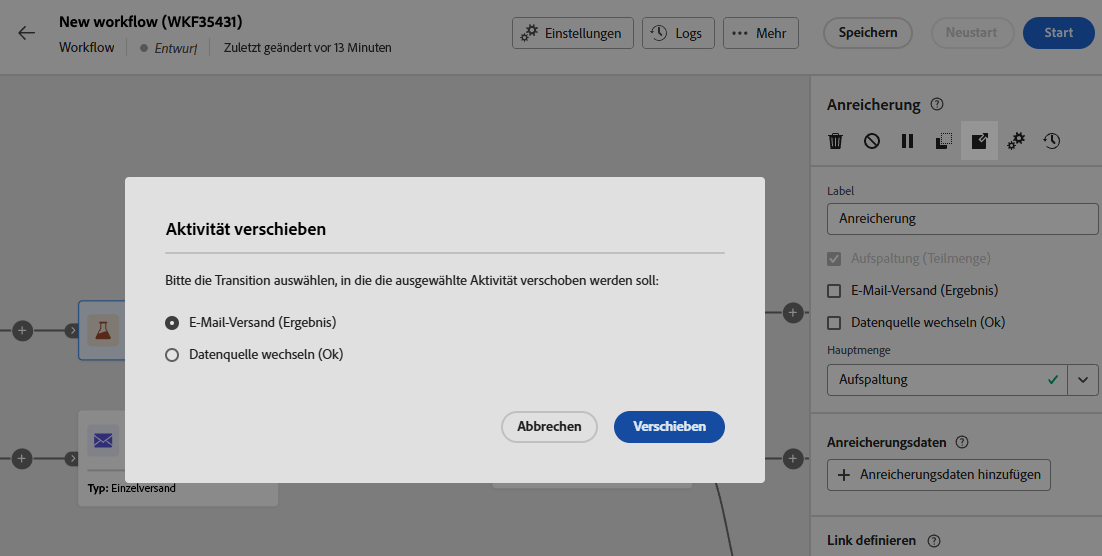 New workflow (WKF35431)
Workflow Entwurf Zuletzt geändert vor 13 Minuten
Einstellungen Logs Mehr Speichern Neustart Start
Anreicherung
Label
Anreicherung
Aufspaltung (Teilmenge)
E-Mail-Versand (Ergebnis)
Datenquelle wechseln (Ok)
Hauptmenge
Aufspaltung
Anreicherungsdaten
Anreicherungsdaten hinzufügen
Link definieren
Aktivität verschieben
Bitte die Transition auswählen, in die die ausgewählte Aktivität verschoben werden soll:
E-Mail-Versand (Ergebnis)
Datenquelle wechseln (Ok)
Abbrechen Verschieben
Typ: Einzelversand